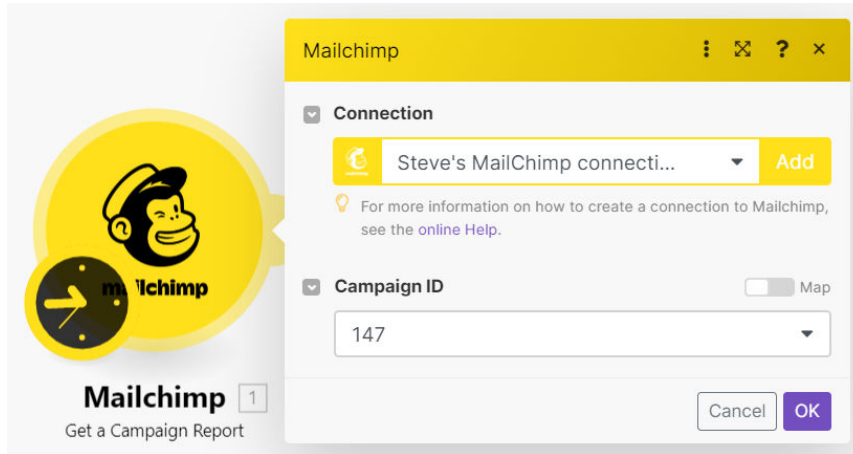 Mailchimp
?
Connection
Steve's MailChimp connecti...
Add
For more information on how to create a connection to Mailchimp,
see the online Help.
Campaign ID
Map
147
Cancel
OK
mailchimp
Mailchimp 1
Get a Campaign Report